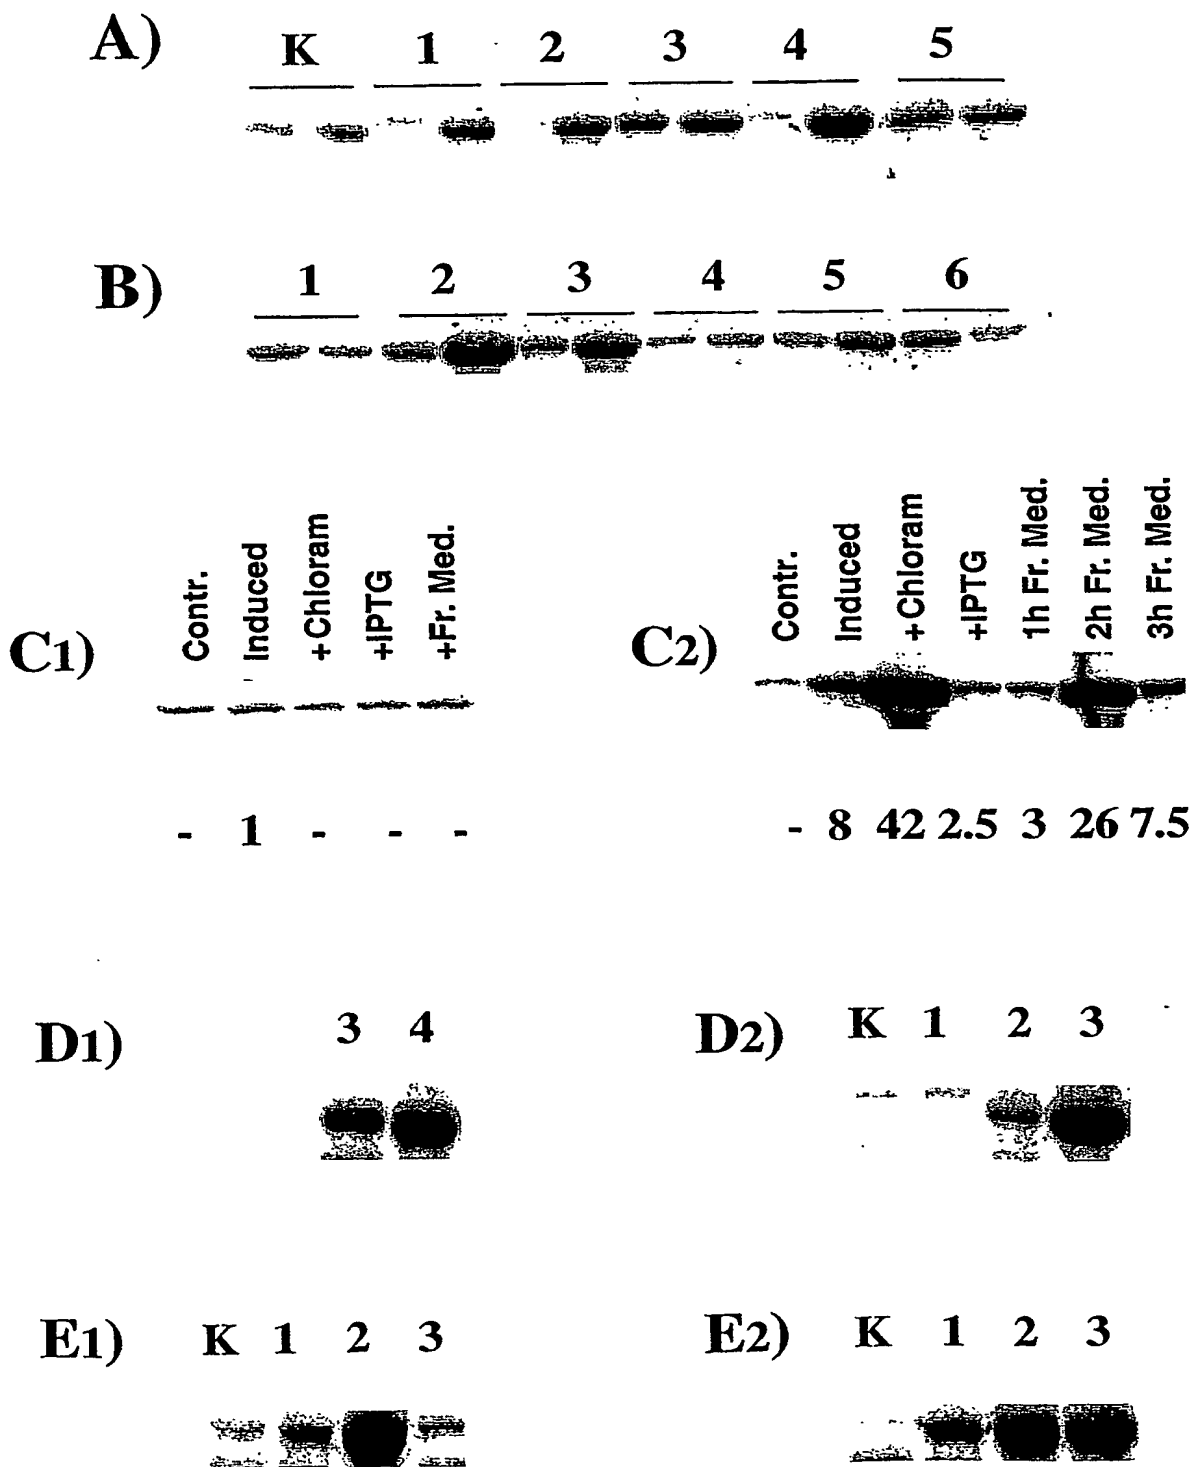 A) K 1 2 3 4 5
B) 1 2 3 4 5 6
C1) Contr. Induced +Chloram +IPTG +Fr. Med.
- 1 - - -
C2) Contr. Induced +Chloram +IPTG 1h Fr. Med. 2h Fr. Med. 3h Fr. Med.
- 8 42 2.5 3 26 7.5
D1) 3 4
D2) K 1 2 3
E1) K 1 2 3
E2) K 1 2 3